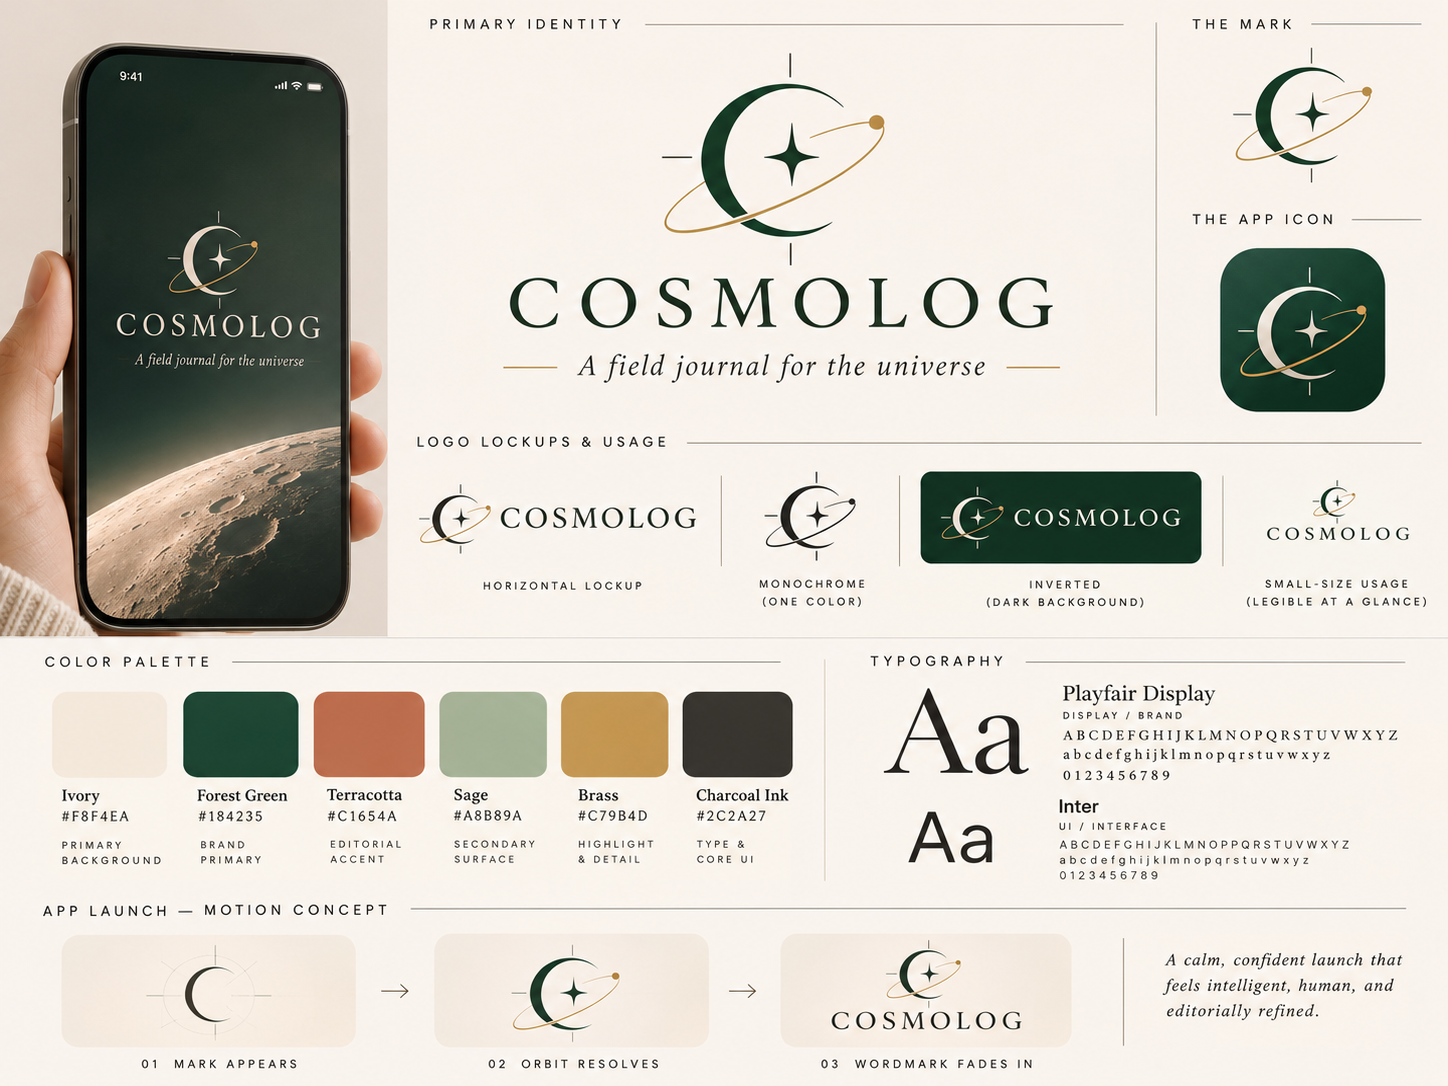 9:41
COSMOLOG
A field journal for the universe
PRIMARY IDENTITY
COSMOLOG
A field journal for the universe
THE MARK
THE APP ICON
LOGO LOCKUPS & USAGE
COSMOLOG
HORIZONTAL LOCKUP
MONOCHROME
(ONE COLOR)
COSMOLOG
INVERTED
(DARK BACKGROUND)
COSMOLOG
SMALL-SIZE USAGE
(LEGIBLE AT A GLANCE)
COLOR PALETTE
Ivory
#F8F4EA
PRIMARY
BACKGROUND
Forest Green
#184235
BRAND
PRIMARY
Terracotta
#C1654A
EDITORIAL
ACCENT
Sage
#A8B89A
SECONDARY
SURFACE
Brass
#C79B4D
HIGHLIGHT
& DETAIL
Charcoal Ink
#2C2A27
TYPE &
CORE UI
TYPOGRAPHY
Aa
Playfair Display
DISPLAY / BRAND
ABCDEFGHIJKLMNOPQRSTUVWXYZ
abcdefghijklmnopqrstuvwxyz
0123456789
Aa
Inter
UI / INTERFACE
ABCDEFGHIJKLMNOPPQRSTUVWXYZ
abcdefghijklmnopqrstuvwxyz
0123456789
APP LAUNCH — MOTION CONCEPT
01 MARK APPEARS
02 ORBIT RESOLVES
COSMOLOG
03 WORDMARK FADES IN
A calm, confident launch that
feels intelligent, human, and
editorially refined.